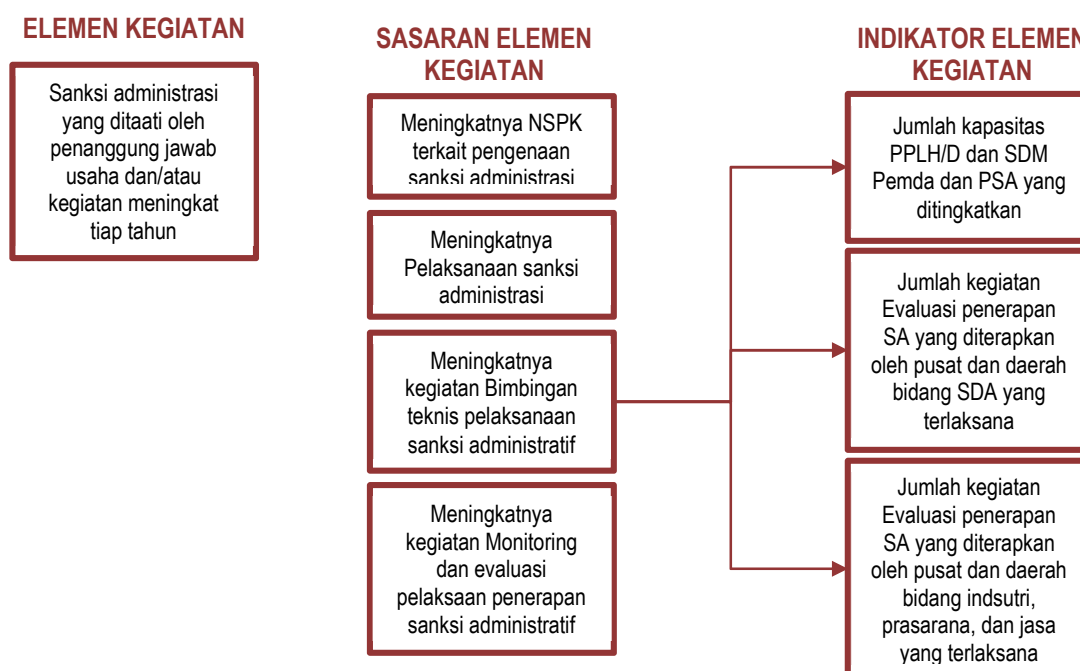 ELEMEN KEGIATAN
Sanksi administrasi
yang ditaati oleh
penanggung jawab
usaha dan/atau
kegiatan meningkat
tiap tahun
SASARAN ELEMEN
KEGIATAN
Meningkatnya NSPK
terkait pengenaan
sanksi administrasi
Meningkatnya
Pelaksanaan sanksi
administrasi
Meningkatnya
kegiatan Bimbingan
teknis pelaksanaan
sanksi administratif
Meningkatnya
kegiatan Monitoring
dan evaluasi
pelaksaan penerapan
sanksi administratif
INDIKATOR ELEMEN
KEGIATAN
Jumlah kapasitas
PPLH/D dan SDM
Pemda dan PSA yang
ditingkatkan
Jumlah kegiatan
Evaluasi penerapan
SA yang diterapkan
oleh pusat dan daerah
bidang SDA yang
terlaksana
Jumlah kegiatan
Evaluasi penerapan
SA yang diterapkan
oleh pusat dan daerah
bidang indsutri,
prasarana, dan jasa
yang terlaksana